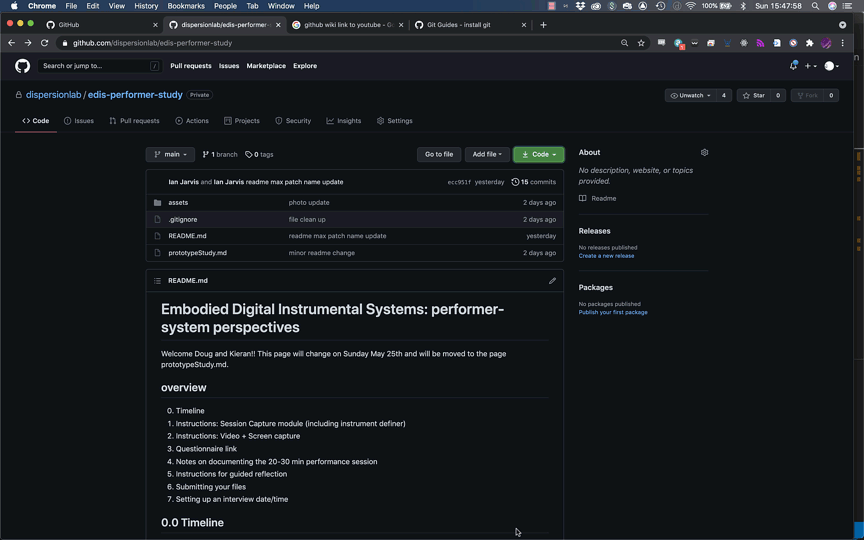 Chrome File Edit View History Bookmarks People Tab Window Help 100% Sun 15:47:58
GitHub
dispersionlab/edis-performer-
github wiki link to youtube - G
Git Guides - install git
github.com/dispersionlab/edis-performer-study
Search or jump to... / Pull requests Issues Marketplace Explore
dispersionlab / edis-performer-study Private
Unwatch 4 Star 0 Fork 0
Code Issues Pull requests Actions Projects Security Insights Settings
main 1 branch 0 tags Go to file Add file Code
About
No description, website, or topics
provided.
Readme
Ian Jarvis and Ian Jarvis readme max patch name update ecc951f yesterday 15 commits
assets photo update 2 days ago
.gitignore file clean up 2 days ago
README.md readme max patch name update yesterday
prototypeStudy.md minor readme change 2 days ago
Releases
No releases published
Create a new release
Packages
No packages published
Publish your first package
README.md
Embodied Digital Instrumental Systems: performer-
system perspectives
Welcome Doug and Kieran!! This page will change on Sunday May 25th and will be moved to the page
prototypeStudy.md.
overview
0. Timeline
1. Instructions: Session Capture module (including instrument definer)
2. Instructions: Video + Screen capture
3. Questionnaire link
4. Notes on documenting the 20-30 min performance session
5. Instructions for guided reflection
6. Submitting your files
7. Setting up an interview date/time
0.0 Timeline